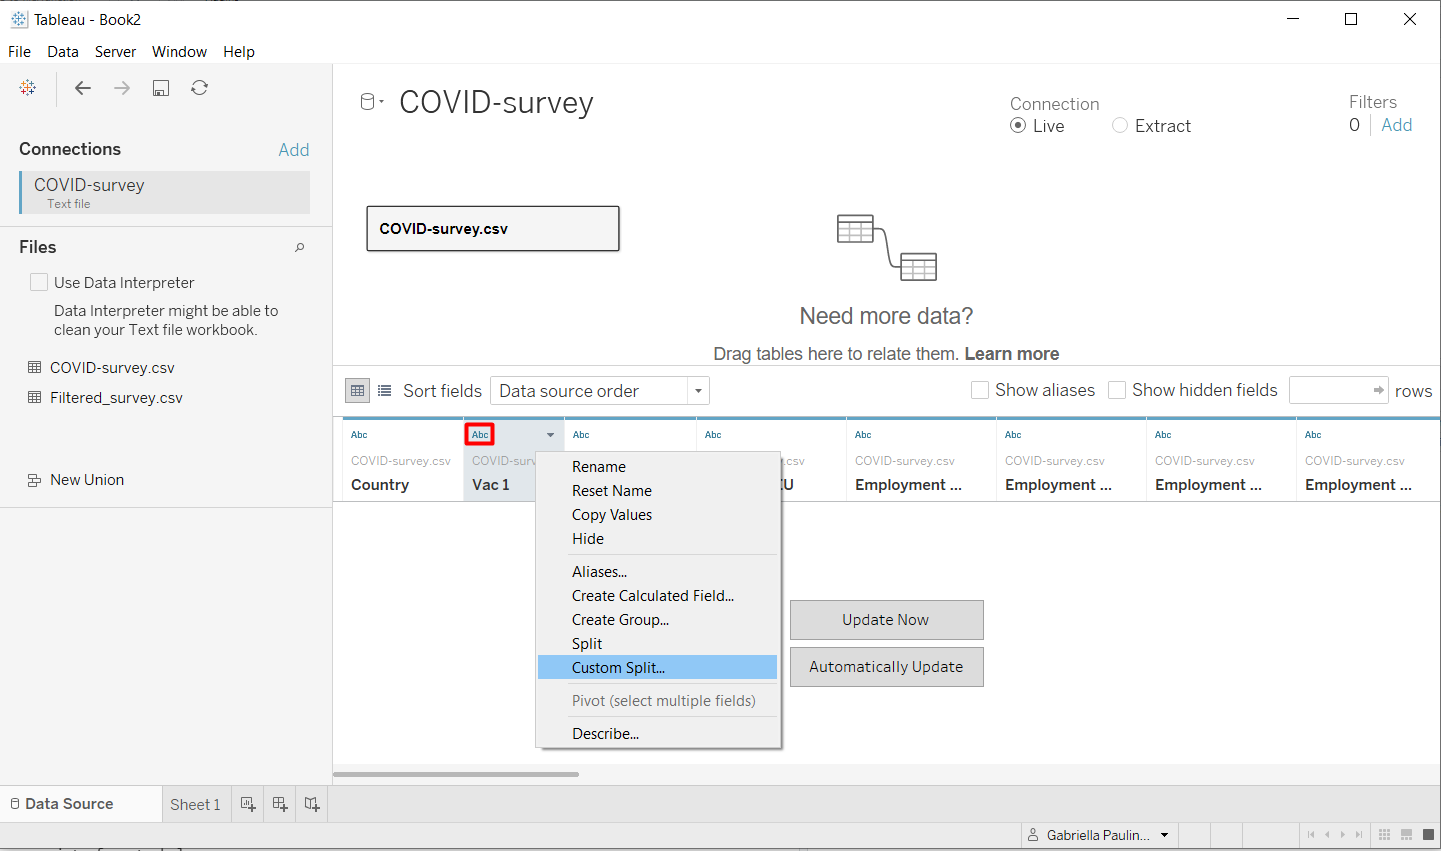 Tableau - Book2
File Data Server Window Help
COVID-survey
Connection
Live Extract
Filters
0 Add
Connections Add
COVID-survey
Text file
Files
Use Data Interpreter
Data Interpreter might be able to
clean your Text file workbook.
COVID-survey.csv
Filtered_survey.csv
New Union
COVID-survey.csv
Need more data?
Drag tables here to relate them. Learn more
Sort fields Data source order Show aliases Show hidden fields rows
Abc Abc Abc Abc Abc Abc Abc Abc
COVID-survey.csv COVID-surv csv COVID-survey.csv COVID-survey.csv COVID-survey.csv COVID-survey.csv
Country Vac 1 Employment ... Employment ... Employment ... Employment ...
Rename
Reset Name
Copy Values
Hide
Aliases...
Create Calculated Field...
Create Group...
Split
Custom Split...
Pivot (select multiple fields)
Describe...
Update Now
Automatically Update
Data Source Sheet 1
Gabriella Paulin...